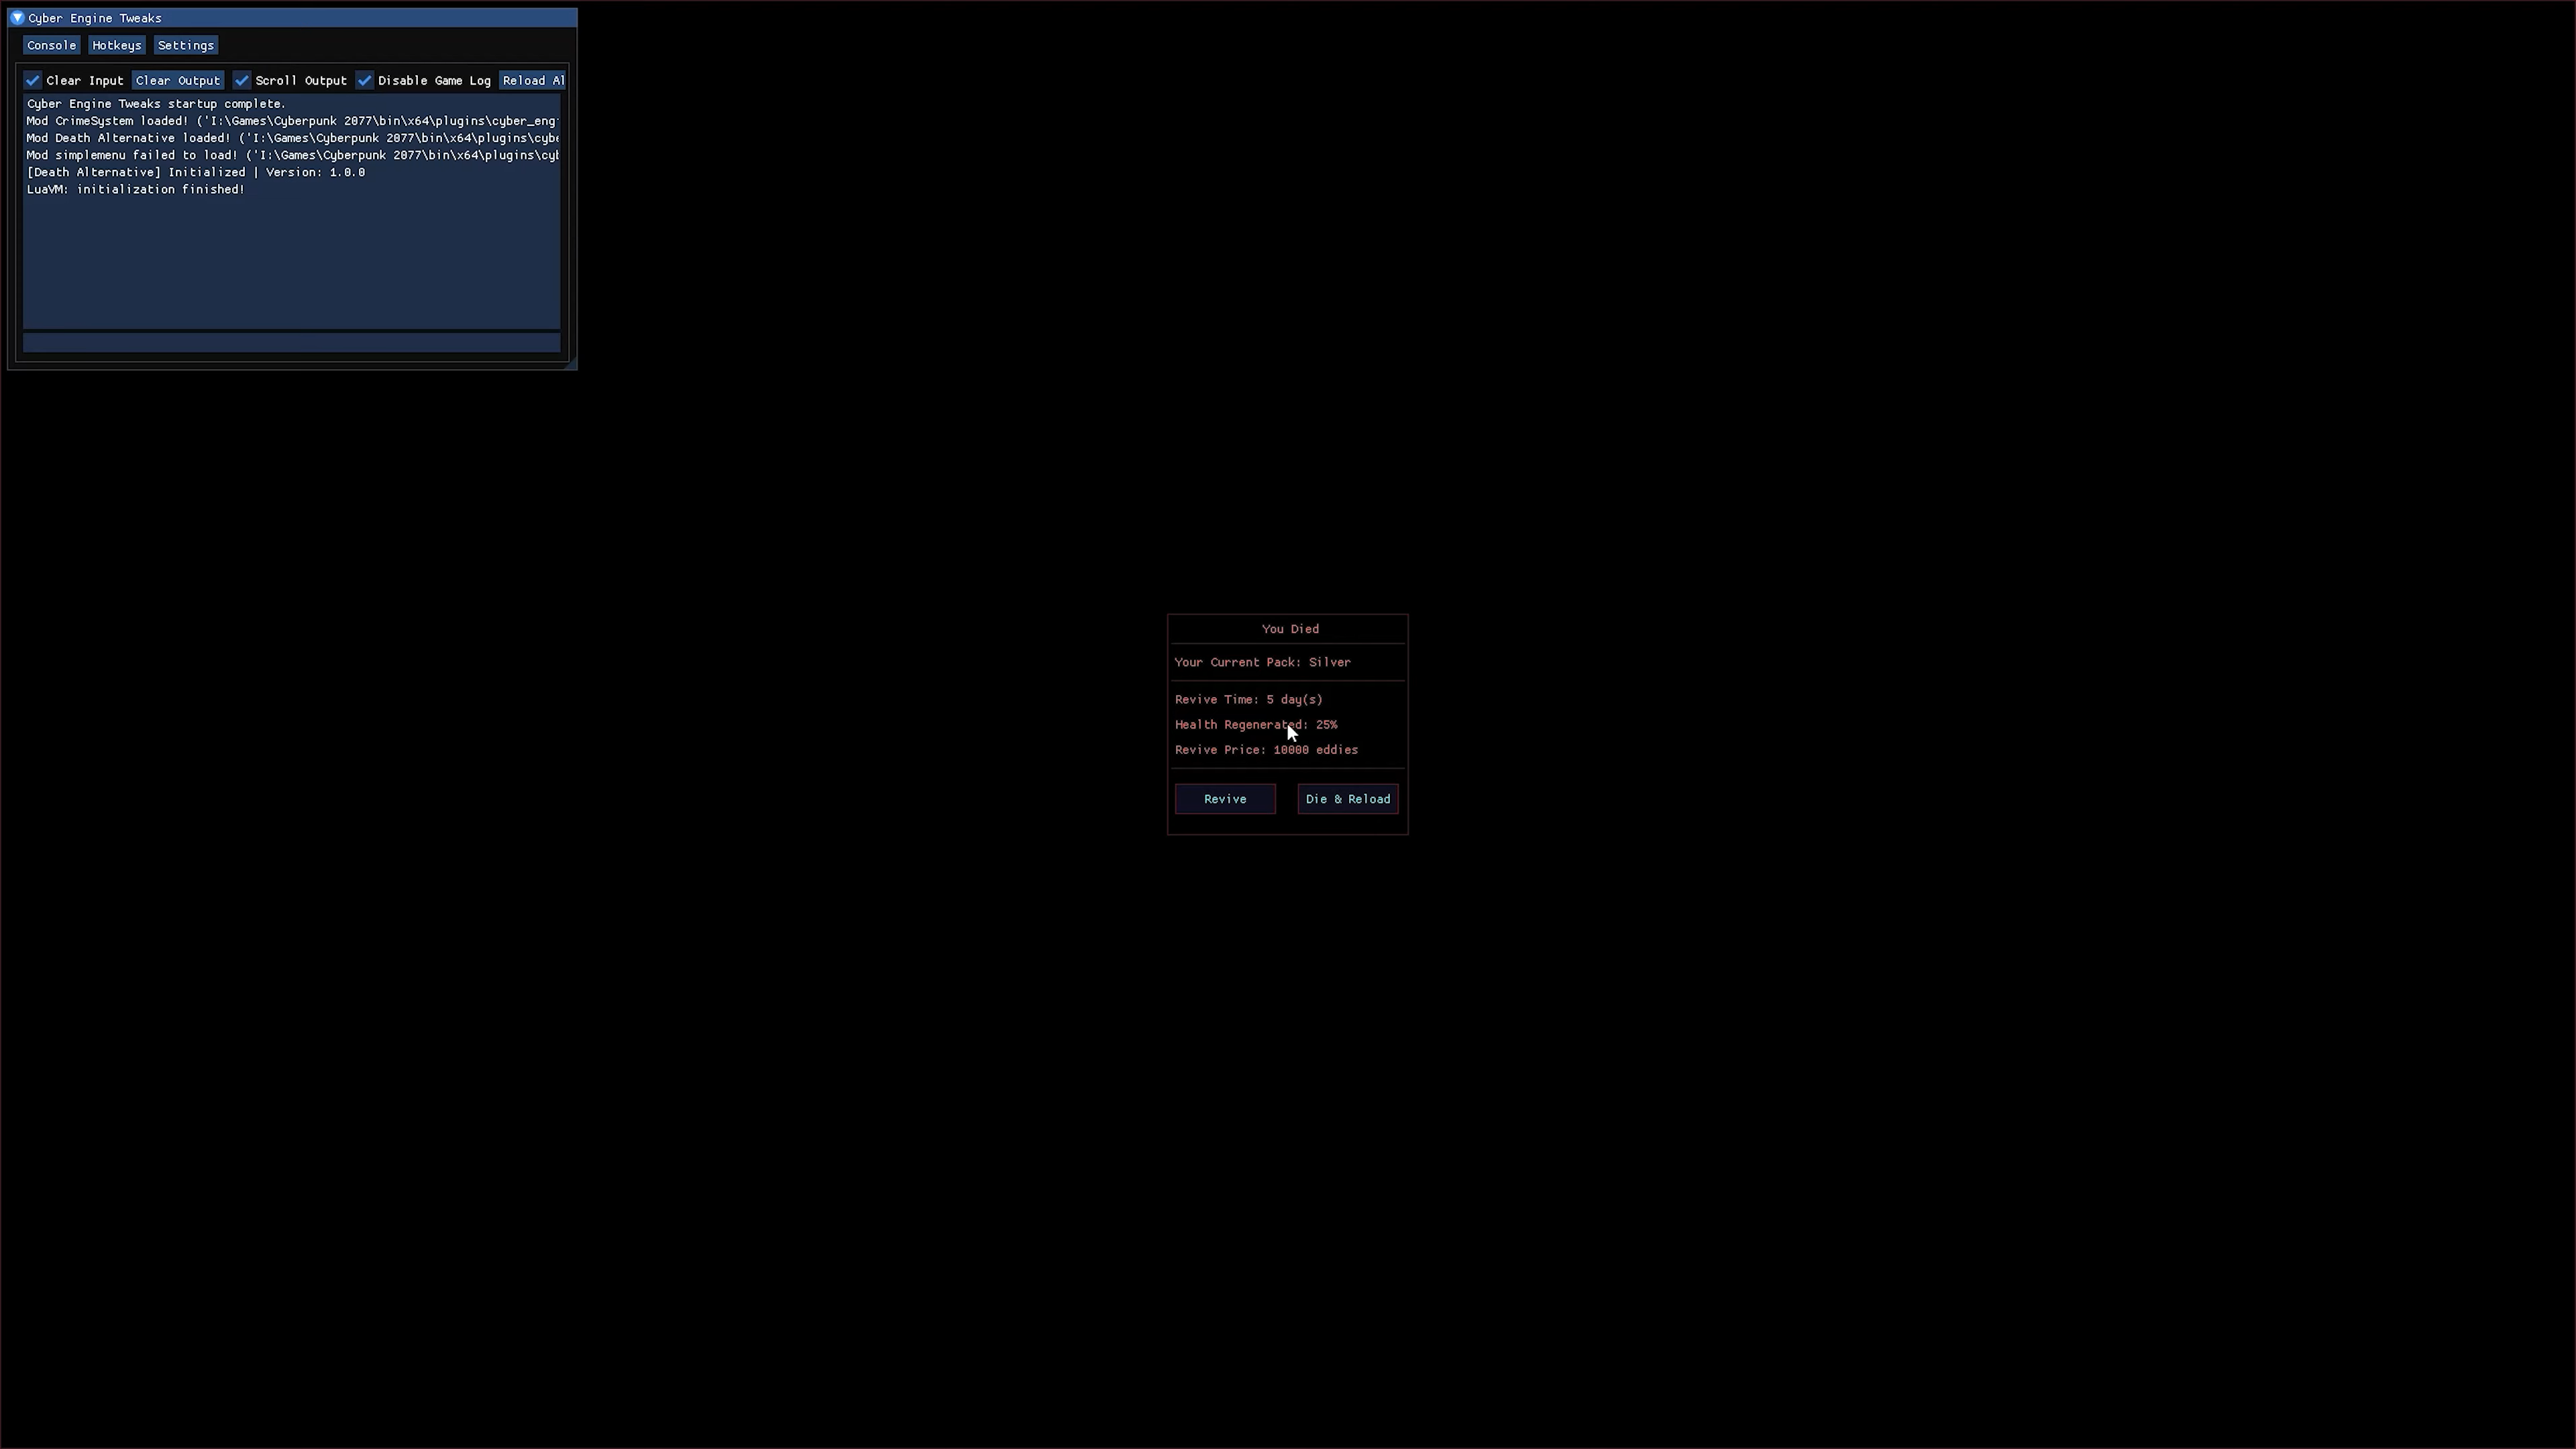 Cyber Engine Tweaks
Console Hotkeys Settings
Clear Input Clear Output Scroll Output Disable Game Log Reload Al
Cyber Engine Tweaks startup complete.
Mod CrimeSystem loaded! ('I:\Games\Cyberpunk 2077\bin\x64\plugins\cyber_eng
Mod Death Alternative loaded! ('I:\Games\Cyberpunk 2077\bin\x64\plugins\cybe
Mod simplemenu failed to load! ('I:\Games\Cyberpunk 2077\bin\x64\plugins\cyb
[Death Alternative] Initialized | Version: 1.0.0
LuaVM: initialization finished!
You Died
Your Current Pack: Silver
Revive Time: 5 day(s)
Health Regenerated: 25%
Revive Price: 10000 eddies
Revive Die & Reload